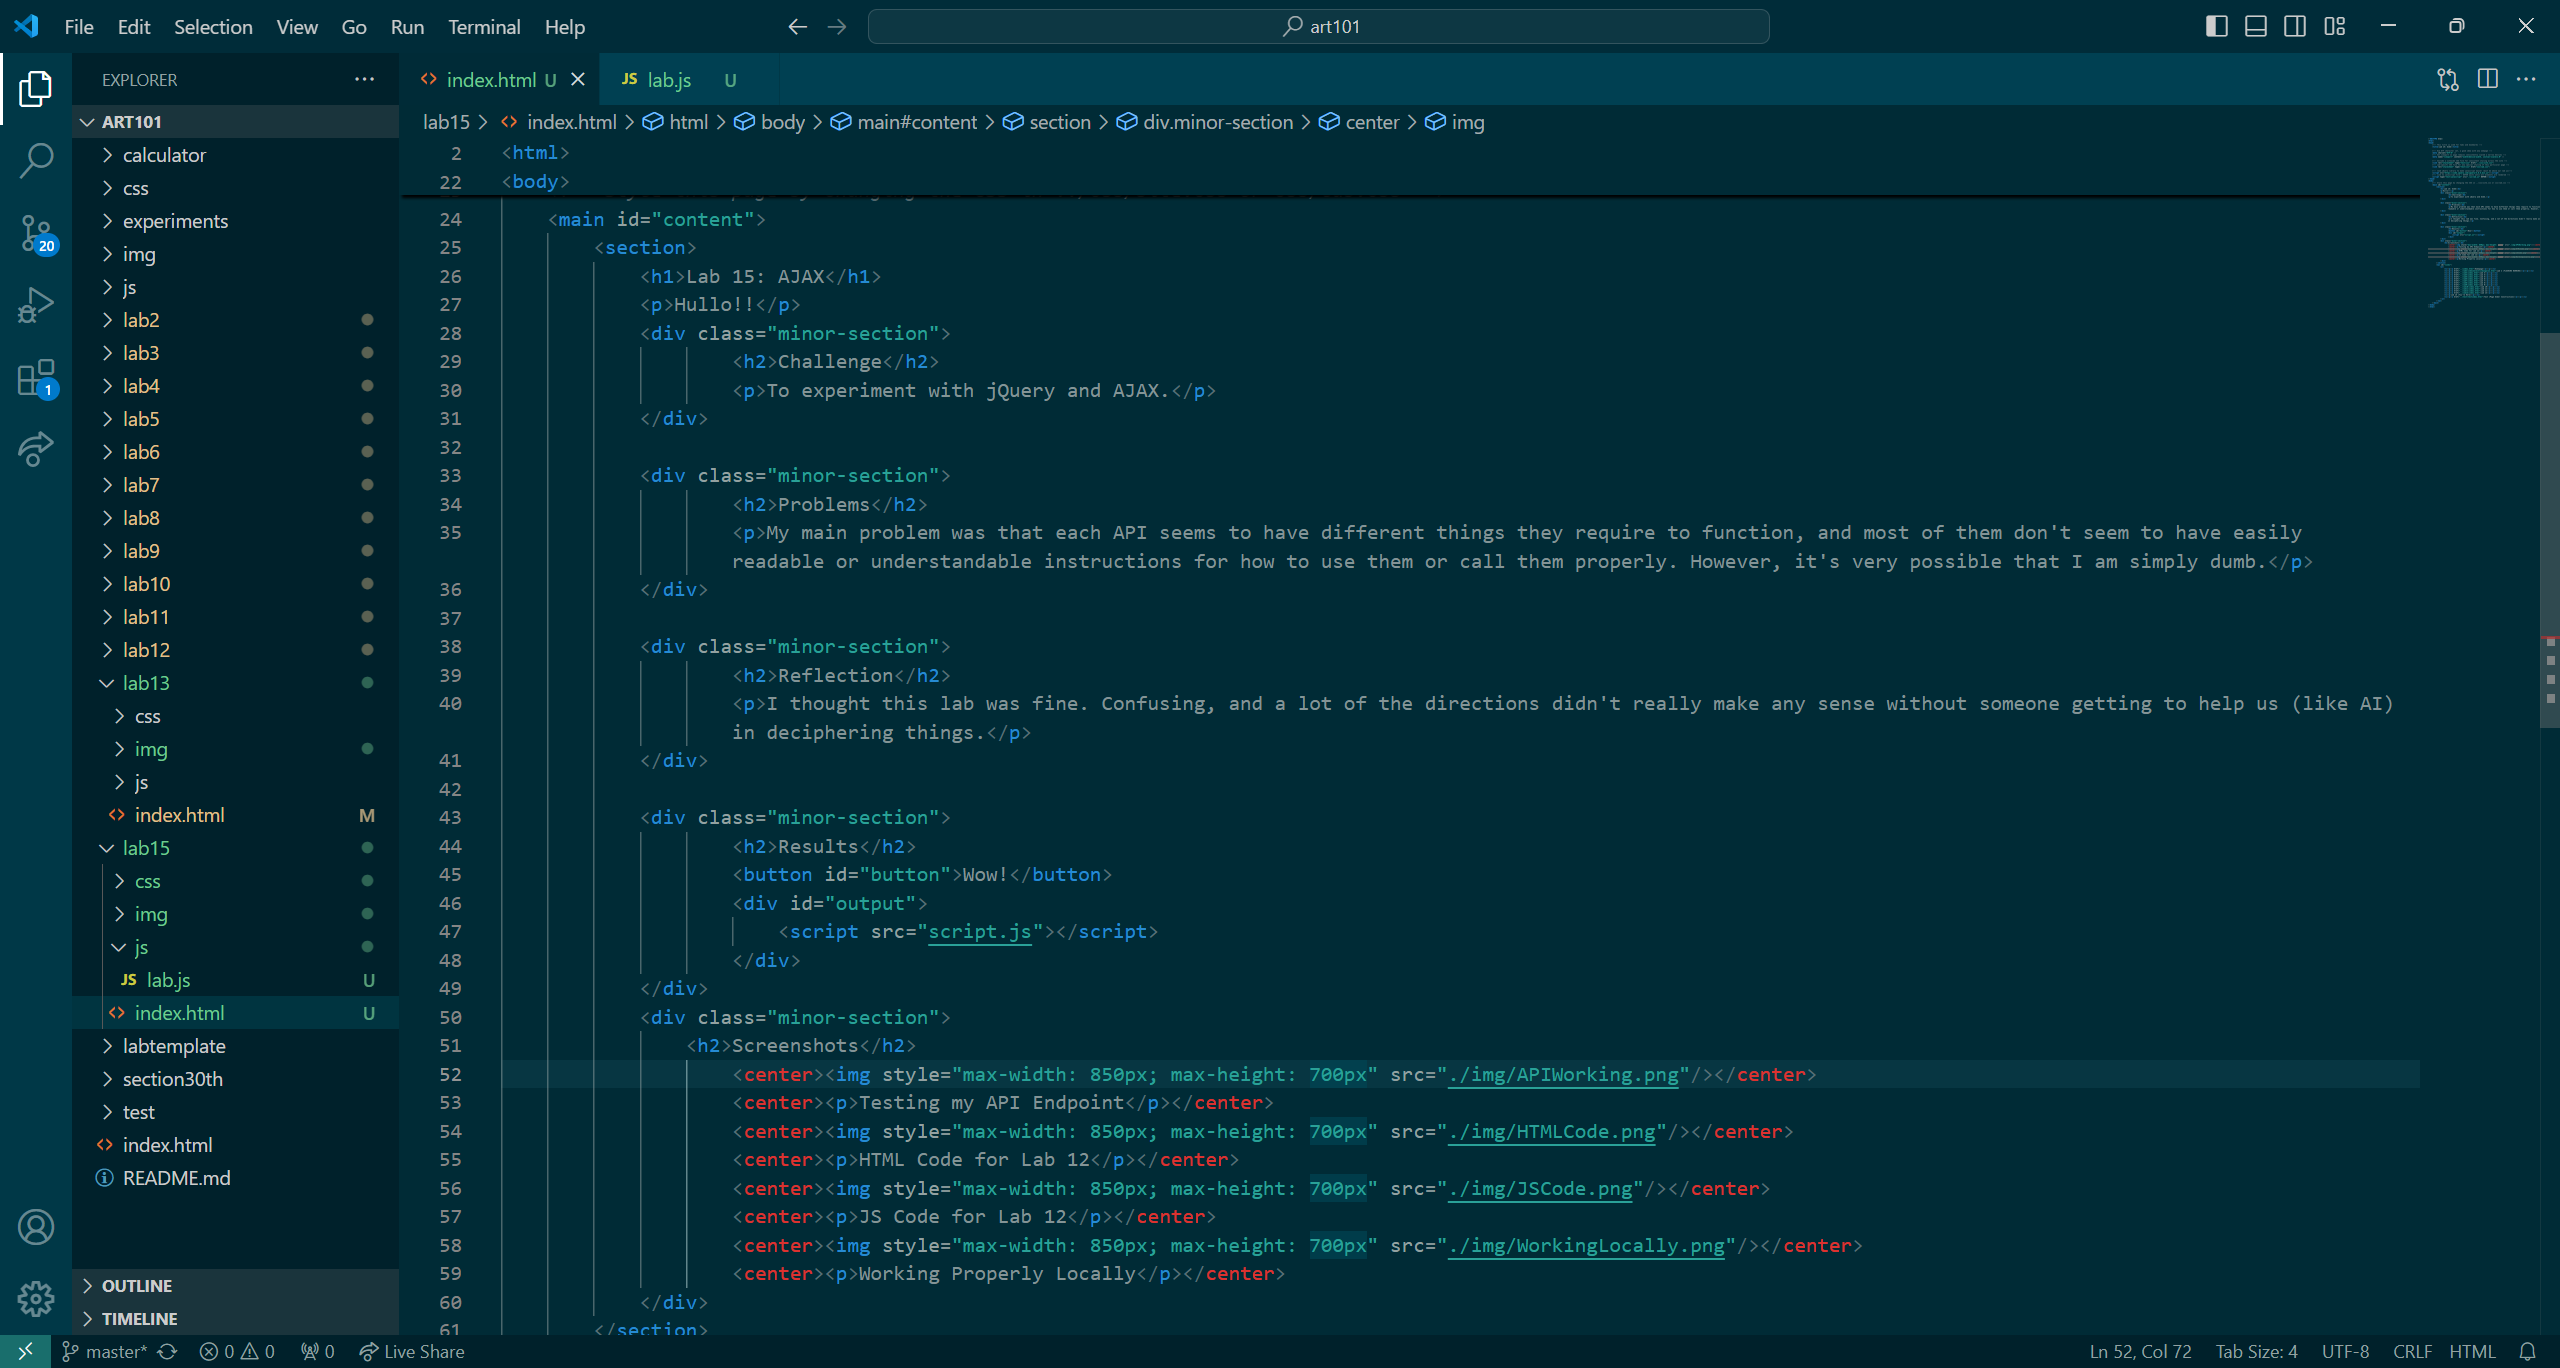 File Edit Selection View Go Run Terminal Help
art101
EXPLORER
ART101
calculator
css
experiments
img
js
lab2
lab3
lab4
lab5
lab6
lab7
lab8
lab9
lab10
lab11
lab12
lab13
css
img
js
index.html M
lab15
css
img
js
JS lab.js U
index.html U
labtemplate
section30th
test
index.html
README.md
OUTLINE
TIMELINE
20
1
index.html U
JS lab.js U
lab15 > index.html > html > body > main#content > section > div.minor-section > center > img
2 <html>
22 <body>
24 <main id="content">
25 <section>
26 <h1>Lab 15: AJAX</h1>
27 <p>Hullo!!</p>
28 <div class="minor-section">
29 <h2>Challenge</h2>
30 <p>To experiment with jQuery and AJAX.</p>
31 </div>
32
33 <div class="minor-section">
34 <h2>Problems</h2>
35 <p>My main problem was that each API seems to have different things they require to function, and most of them don't seem to have easily
readable or understandable instructions for how to use them or call them properly. However, it's very possible that I am simply dumb.</p>
36 </div>
37
38 <div class="minor-section">
39 <h2>Reflection</h2>
40 <p>I thought this lab was fine. Confusing, and a lot of the directions didn't really make any sense without someone getting to help us (like AI)
in deciphering things.</p>
41 </div>
42
43 <div class="minor-section">
44 <h2>Results</h2>
45 <button id="button">Wow!</button>
46 <div id="output">
47 <script src="script.js"></script>
48 </div>
49 </div>
50 <div class="minor-section">
51 <h2>Screenshots</h2>
52 <center><img style="max-width: 850px; max-height: 700px" src="./img/APIWorking.png"/></center>
53 <center><p>Testing my API Endpoint</p></center>
54 <center><img style="max-width: 850px; max-height: 700px" src="./img/HTMLCode.png"/></center>
55 <center><p>HTML Code for Lab 12</p></center>
56 <center><img style="max-width: 850px; max-height: 700px" src="./img/JSCode.png"/></center>
57 <center><p>JS Code for Lab 12</p></center>
58 <center><img style="max-width: 850px; max-height: 700px" src="./img/WorkingLocally.png"/></center>
59 <center><p>Working Properly Locally</p></center>
60 </div>
61 </section>
master* 0 0 0 Live Share
Ln 52, Col 72 Tab Size: 4 UTF-8 CRLF HTML